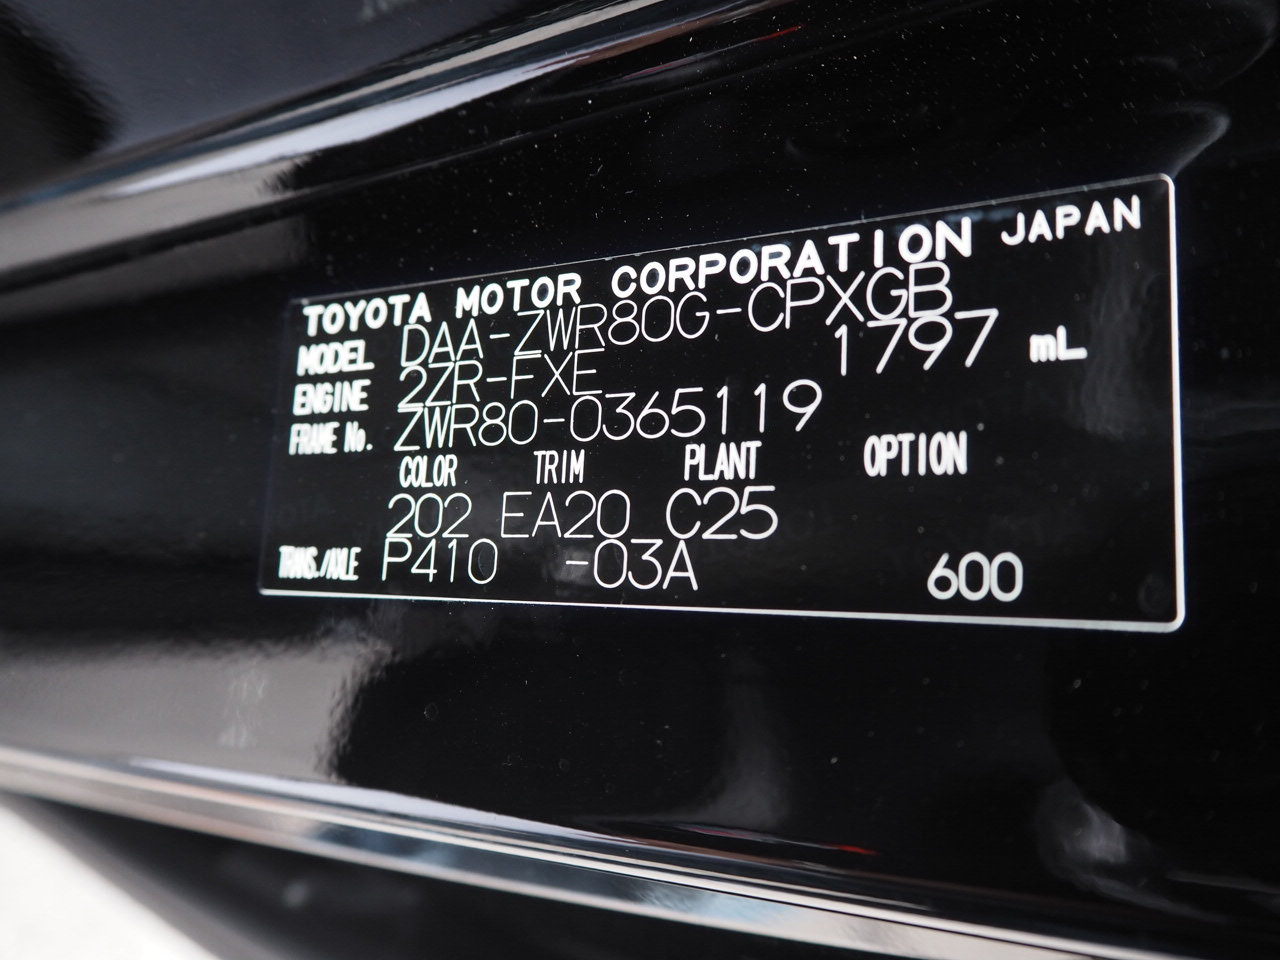 TOYOTA MOTOR CORPORATION JAPAN
MODEL DAA-ZWR80G-CPXGB
ENGINE 2ZR-FXE 1797 mL
FRAME No. ZWR80-0365119
COLOR TRIM PLANT OPTION
202 EA20 C25
TRANS./AXLE P410 -03A 600